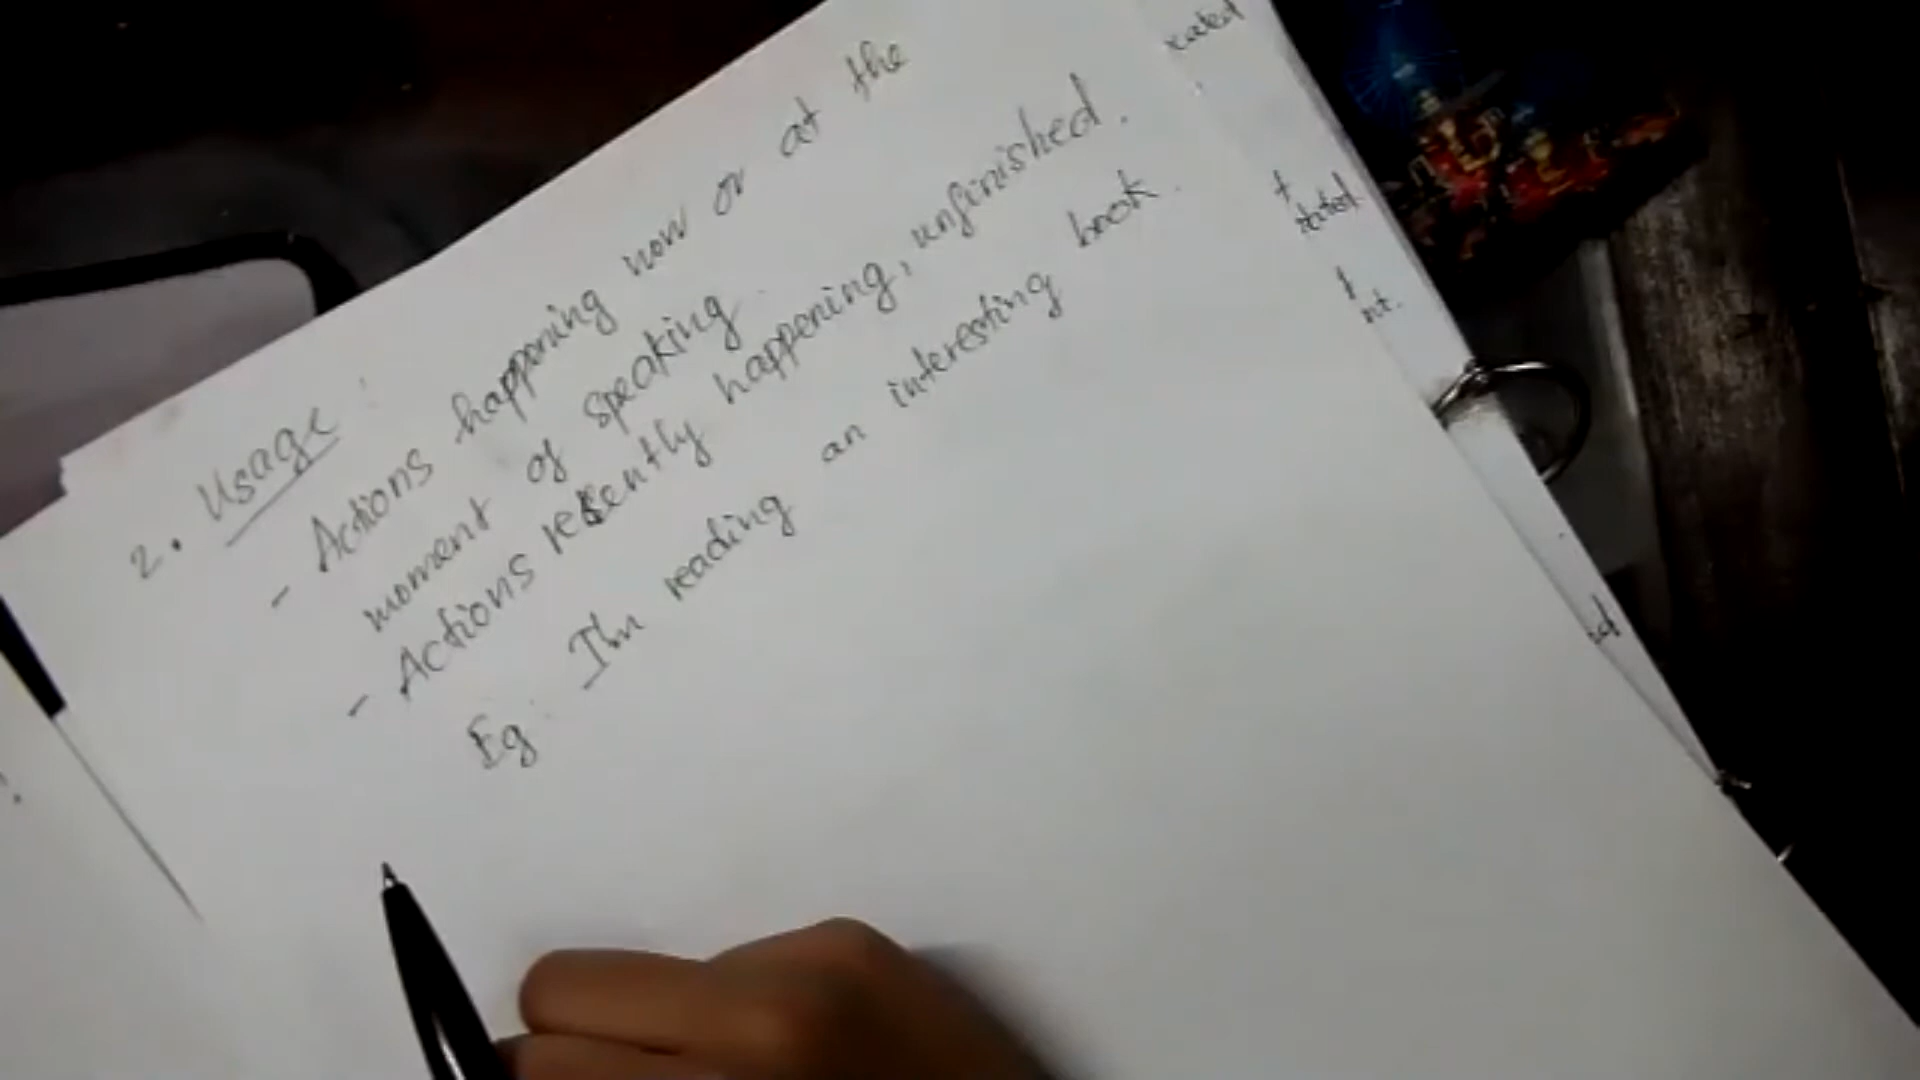 2. Usage:
- Actions happening now or at the
moment of speaking.
- Actions recently happening, unfinished.
Eg: I'm reading an interesting book.